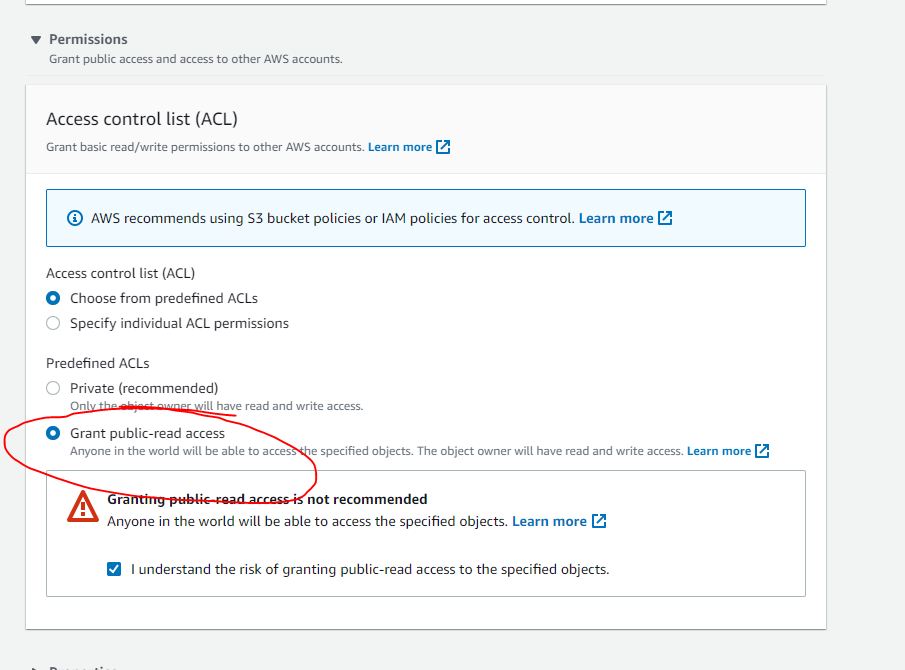 Permissions
Grant public access and access to other AWS accounts.
Access control list (ACL)
Grant basic read/write permissions to other AWS accounts. Learn more
AWS recommends using S3 bucket policies or IAM policies for access control. Learn more
Access control list (ACL)
Choose from predefined ACLs
Specify individual ACL permissions
Predefined ACLs
Private (recommended)
Only the object owner will have read and write access.
Grant public-read access
Anyone in the world will be able to access the specified objects. The object owner will have read and write access. Learn more
Granting public-read access is not recommended
Anyone in the world will be able to access the specified objects. Learn more
I understand the risk of granting public-read access to the specified objects.